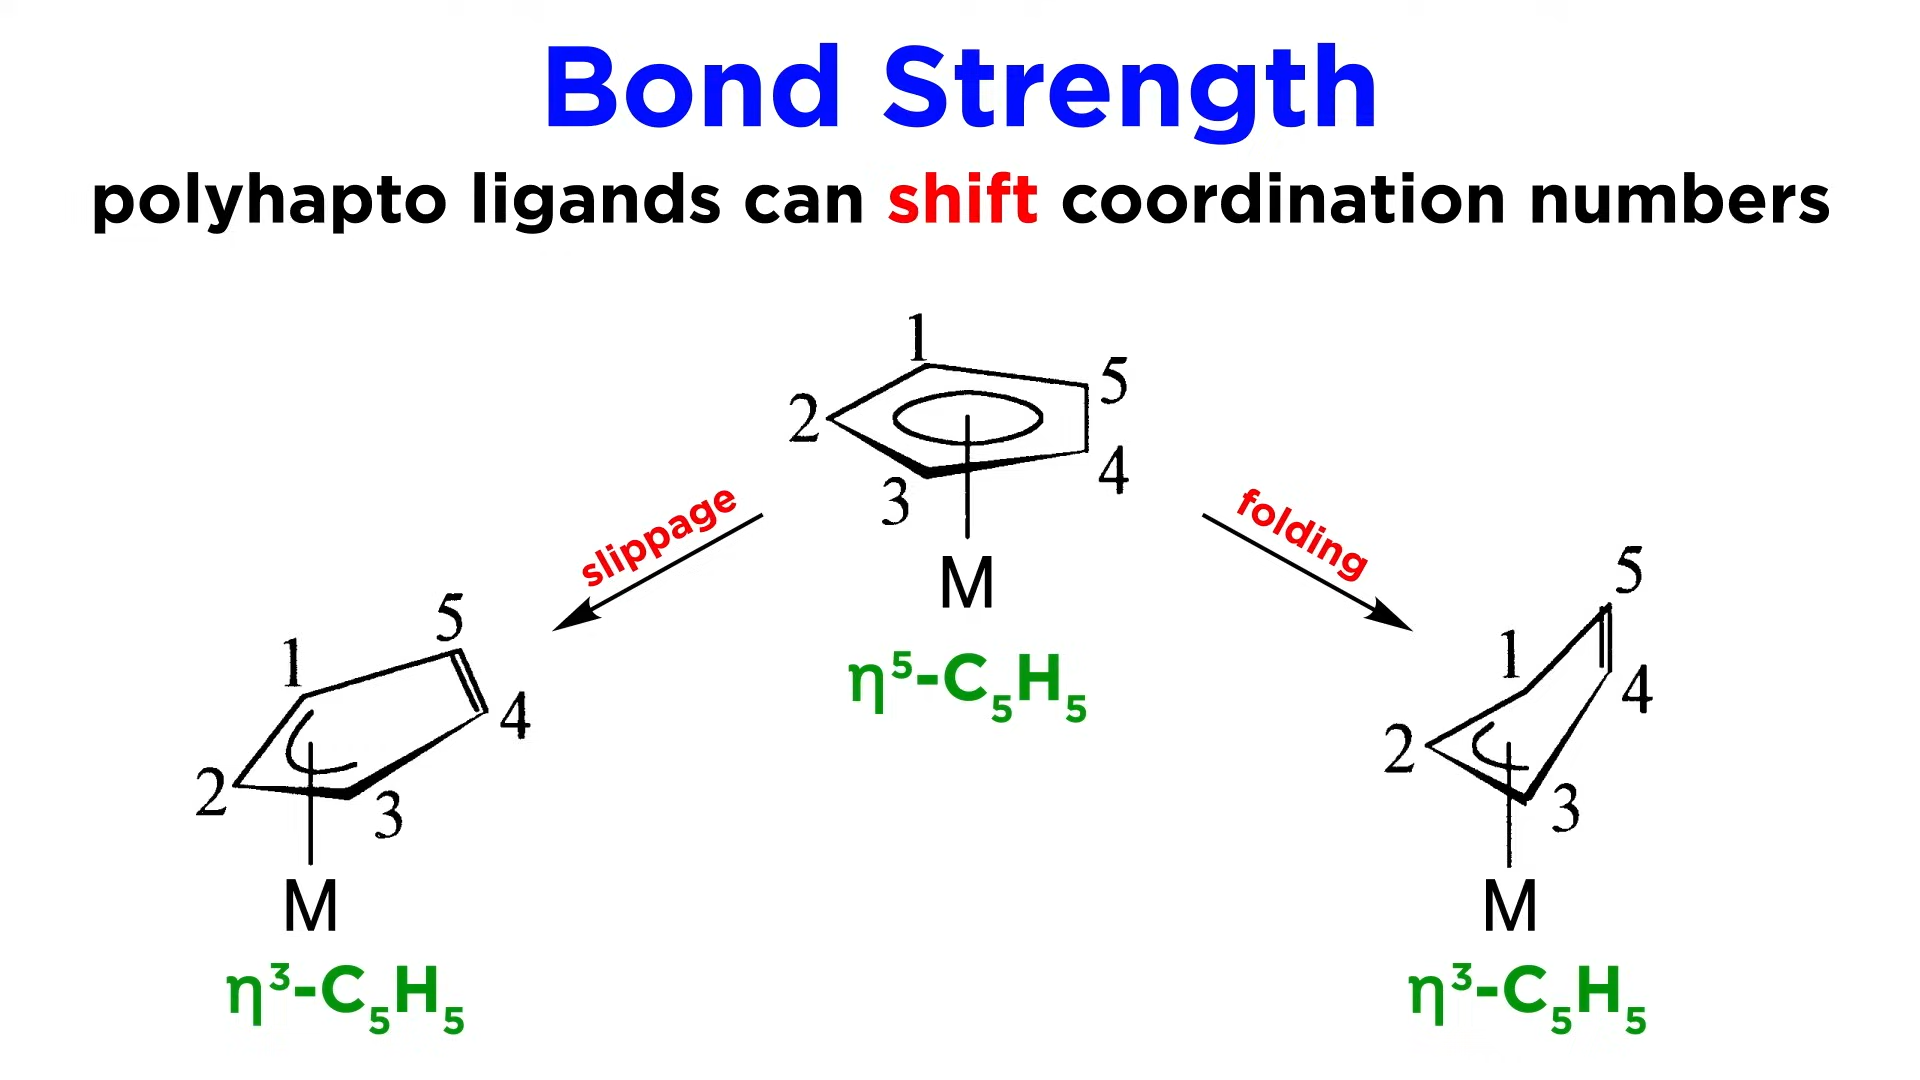 Bond Strength
polyhapto ligands can shift coordination numbers
1
5
2
4
3
slippage
folding
M
η⁵-C₅H₅
1
5
4
2
3
M
η³-C₅H₅
5
1
4
2
3
M
η³-C₅H₅